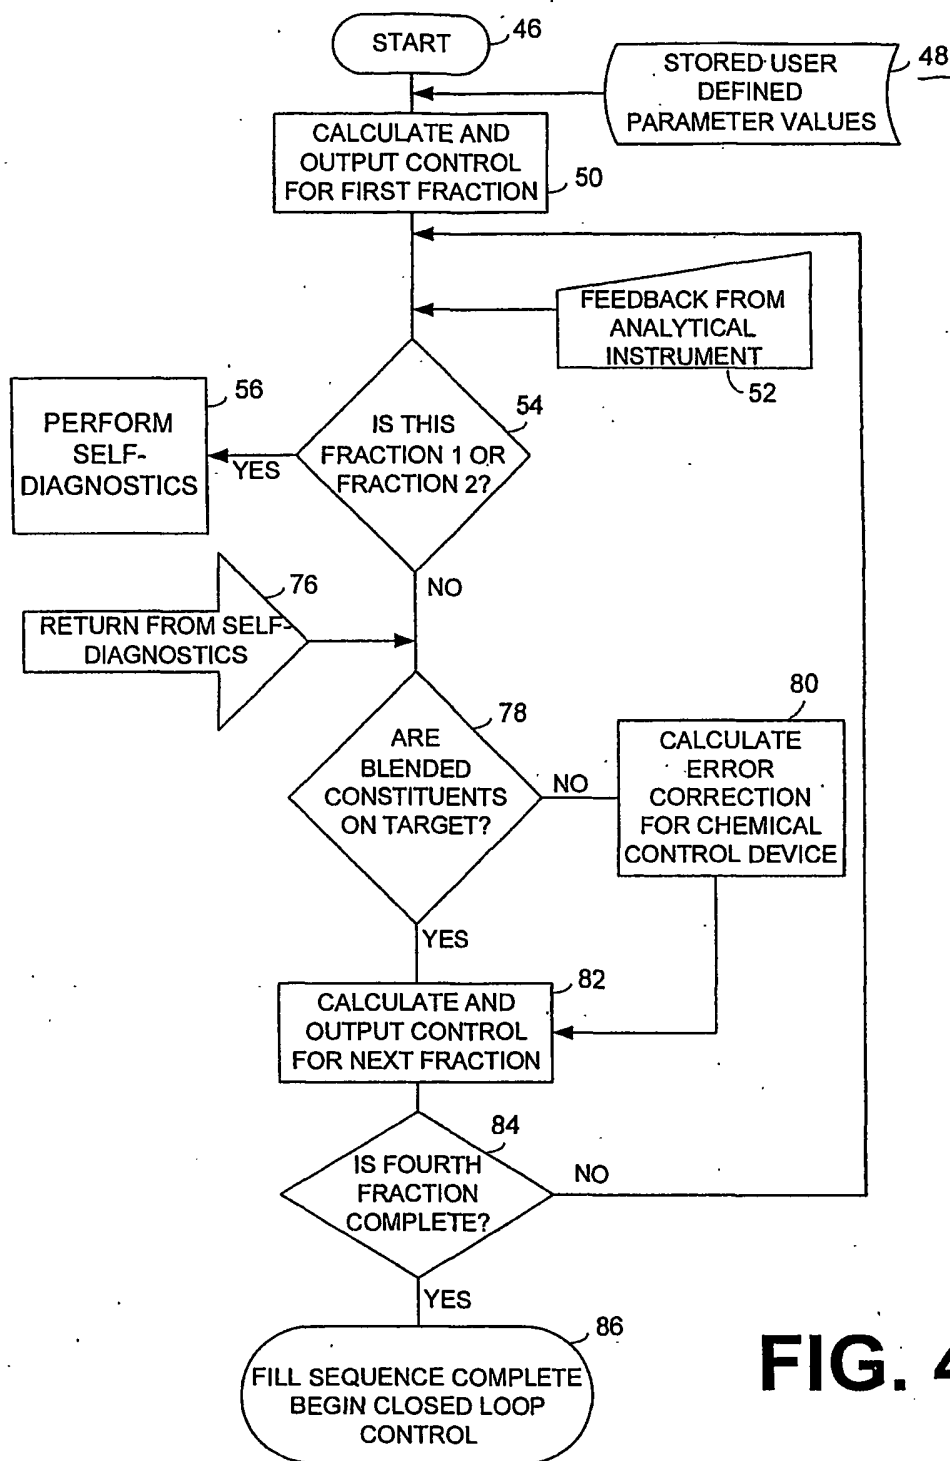 START
46
STORED USER
DEFINED
PARAMETER VALUES
48
CALCULATE AND
OUTPUT CONTROL
FOR FIRST FRACTION
50
FEEDBACK FROM
ANALYTICAL
INSTRUMENT
52
IS THIS
FRACTION 1 OR
FRACTION 2?
54
YES
PERFORM
SELF-
DIAGNOSTICS
56
NO
RETURN FROM SELF-
DIAGNOSTICS
76
ARE
BLENDED
CONSTITUENTS
ON TARGET?
78
NO
CALCULATE
ERROR
CORRECTION
FOR CHEMICAL
CONTROL DEVICE
80
YES
CALCULATE AND
OUTPUT CONTROL
FOR NEXT FRACTION
82
IS FOURTH
FRACTION
COMPLETE?
84
NO
YES
FILL SEQUENCE COMPLETE
BEGIN CLOSED LOOP
CONTROL
86
FIG. 4